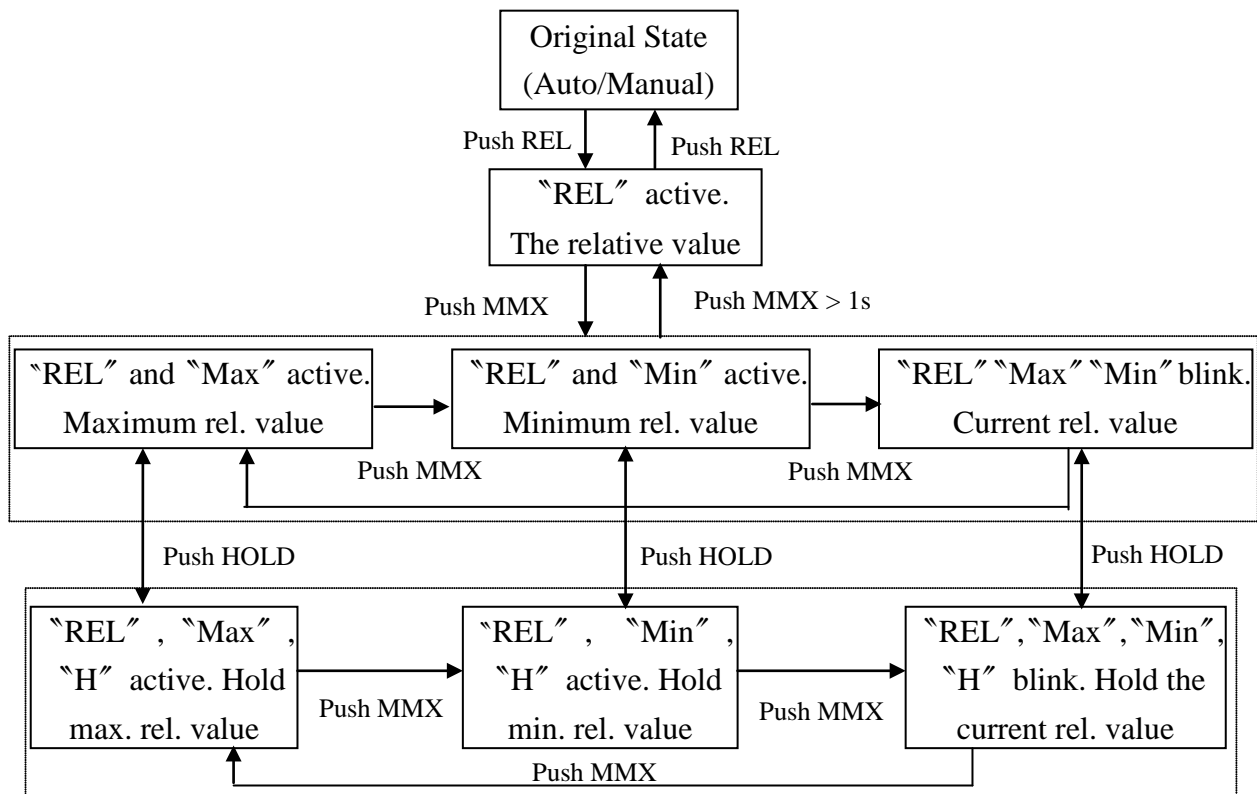 Original State
(Auto/Manual)
Push REL
Push REL
〝REL〞 active.
The relative value
Push MMX
Push MMX > 1s
〝REL〞 and 〝Max〞 active.
Maximum rel. value
〝REL〞 and 〝Min〞 active.
Minimum rel. value
〝REL〞〝Max〞〝Min〞 blink.
Current rel. value
Push MMX
Push MMX
Push HOLD
Push HOLD
Push HOLD
〝REL〞 , 〝Max〞 ,
〝H〞 active. Hold
max. rel. value
Push MMX
〝REL〞 , 〝Min〞 ,
〝H〞 active. Hold
min. rel. value
Push MMX
〝REL〞,〝Max〞,〝Min〞,
〝H〞 blink. Hold the
current rel. value
Push MMX